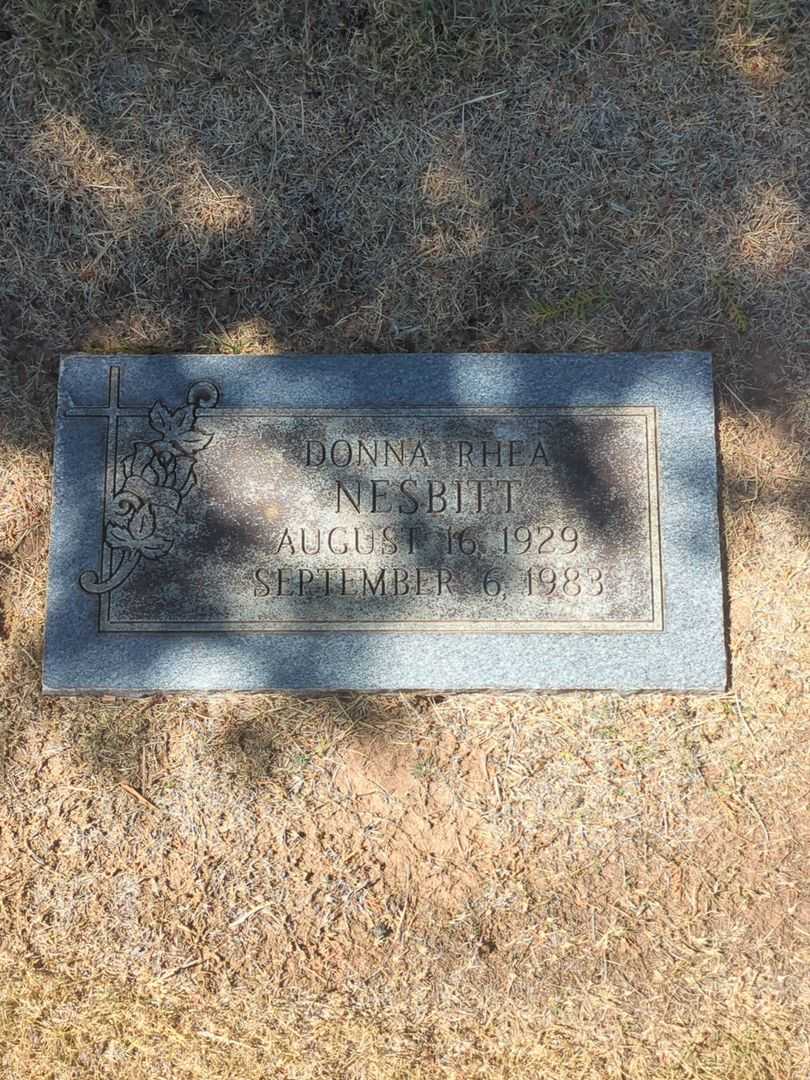 DONNA RHEA
NESBITT
AUGUST 16, 1929
SEPTEMBER 6, 1983